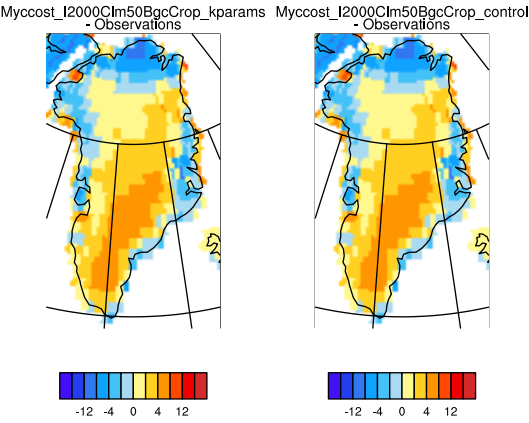 Myccost_I2000Clm50BgcCrop_kparams
- Observations
Myccost_I2000Clm50BgcCrop_control
- Observations
-12 -4 0 4 12
-12 -4 0 4 12